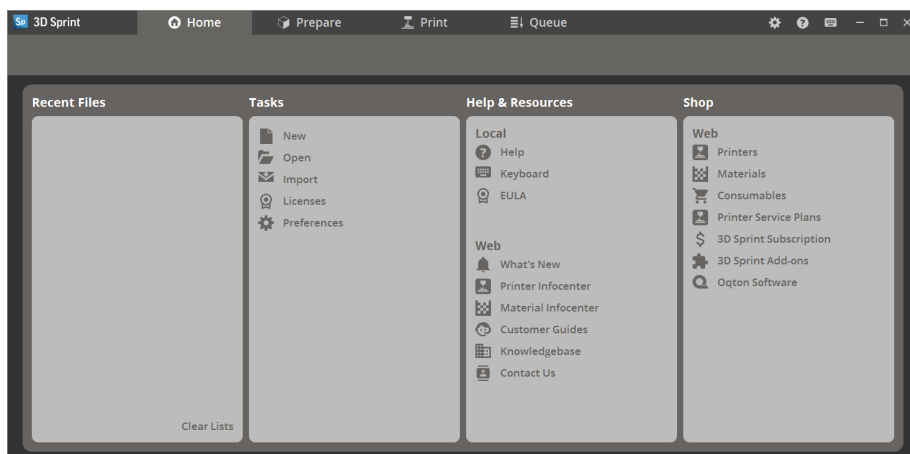 Sp 3D Sprint
Home
Prepare
Print
Queue
Recent Files
Clear Lists
Tasks
New
Open
Import
Licenses
Preferences
Help & Resources
Local
Help
Keyboard
EULA
Web
What's New
Printer Infocenter
Material Infocenter
Customer Guides
Knowledgebase
Contact Us
Shop
Web
Printers
Materials
Consumables
Printer Service Plans
3D Sprint Subscription
3D Sprint Add-ons
Oqton Software